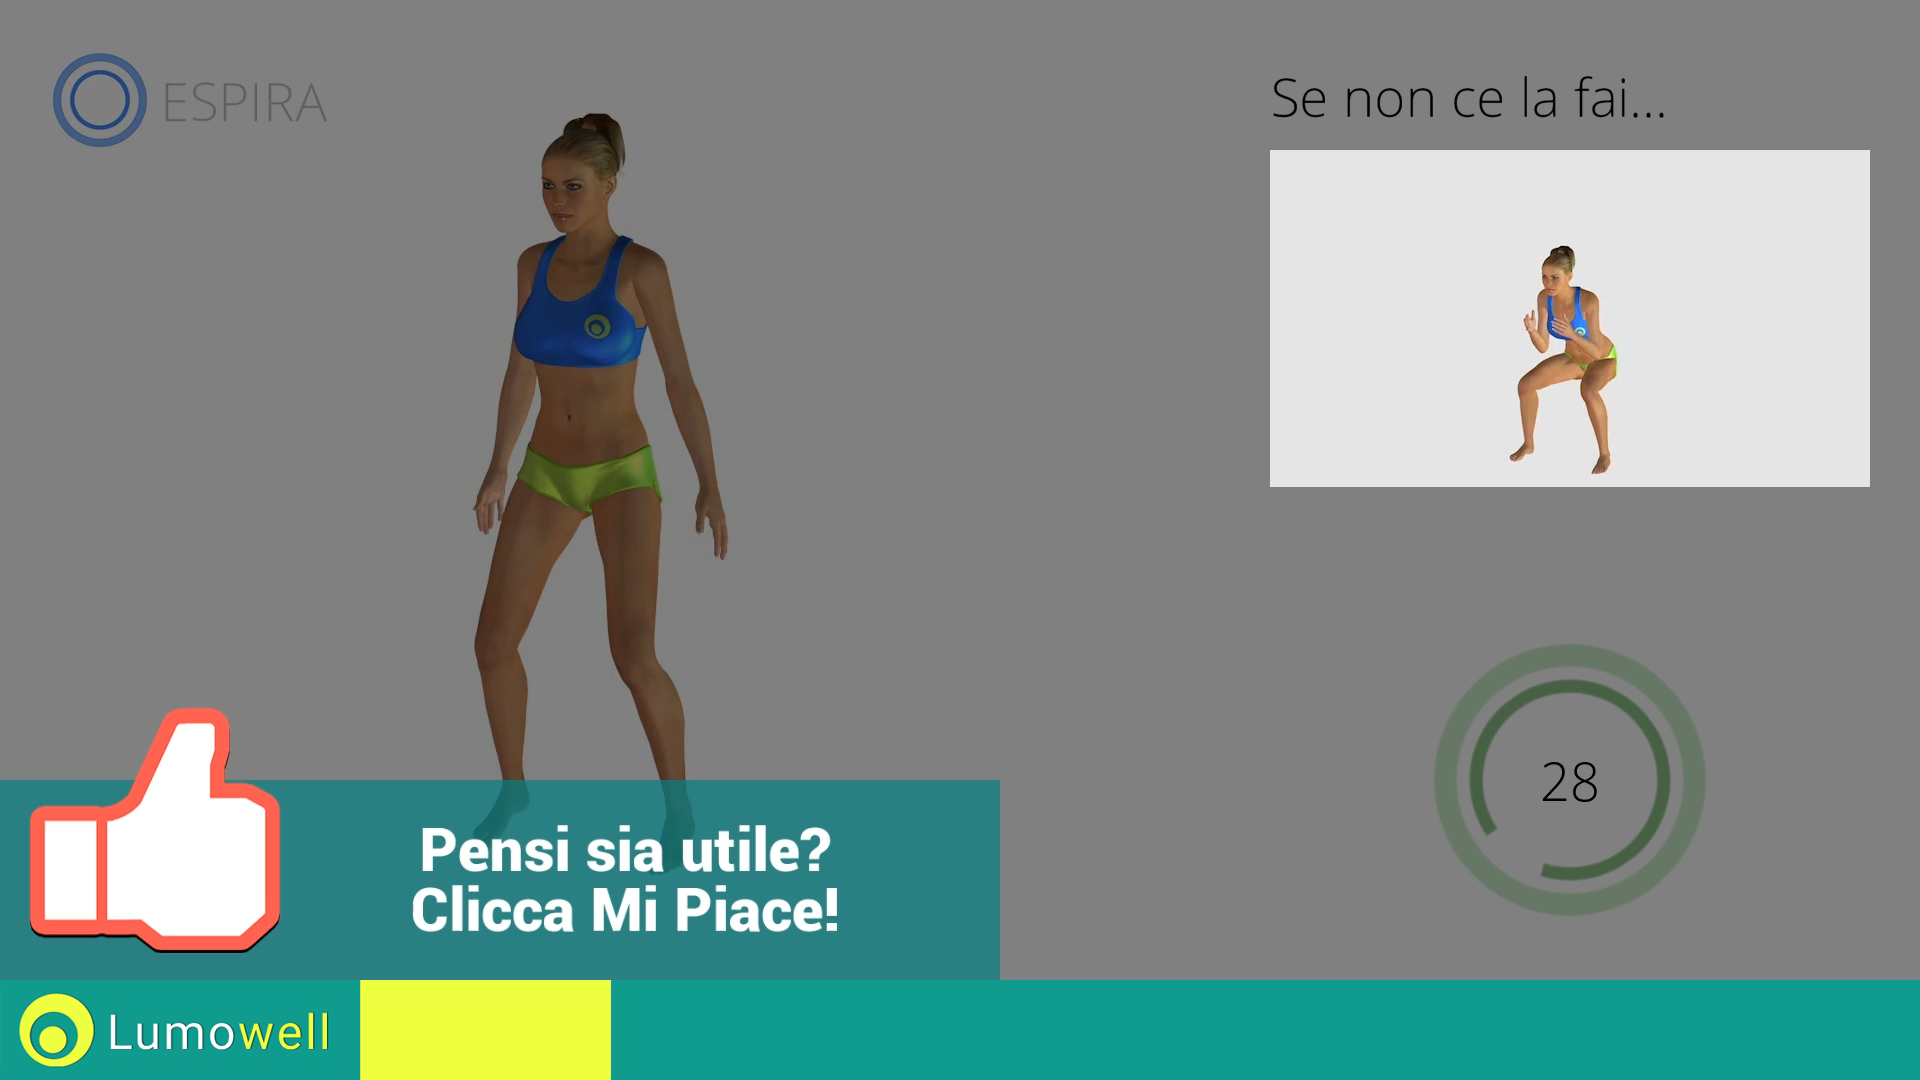 ESPIRA
Se non ce la fai...
28
Pensi sia utile?
Clicca Mi Piace!
Lumowell